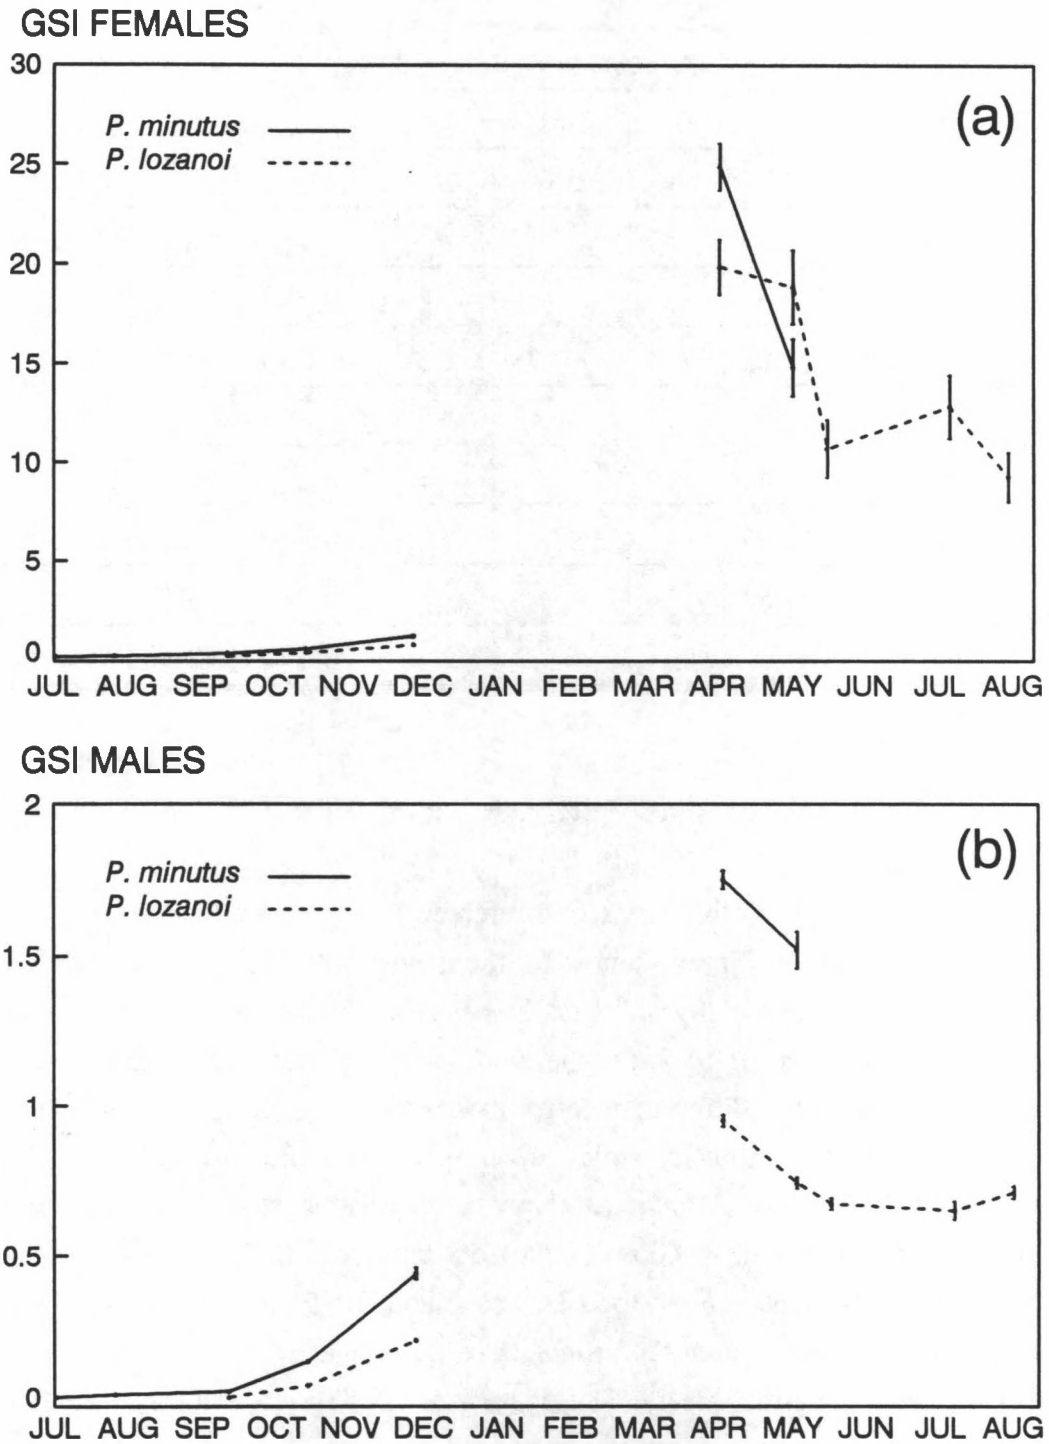 GSI FEMALES
30
(a)
P. minutus
P. lozanoi
25
20
15
10
5
0
JUL AUG SEP OCT NOV DEC JAN FEB MAR APR MAY JUN JUL AUG
GSI MALES
2
(b)
P. minutus
P. lozanoi
1.5
1
0.5
0
JUL AUG SEP OCT NOV DEC JAN FEB MAR APR MAY JUN JUL AUG